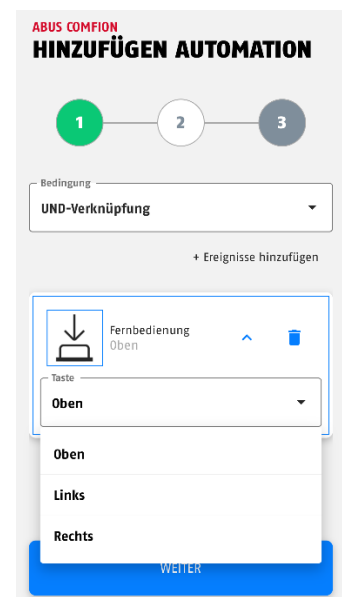 ABUS COMFION
HINZUFÜGEN AUTOMATION
1
2
3
Bedingung
UND-Verknüpfung
+ Ereignisse hinzufügen
Fernbedienung
Oben
Taste
Oben
Oben
Links
Rechts
WEITER